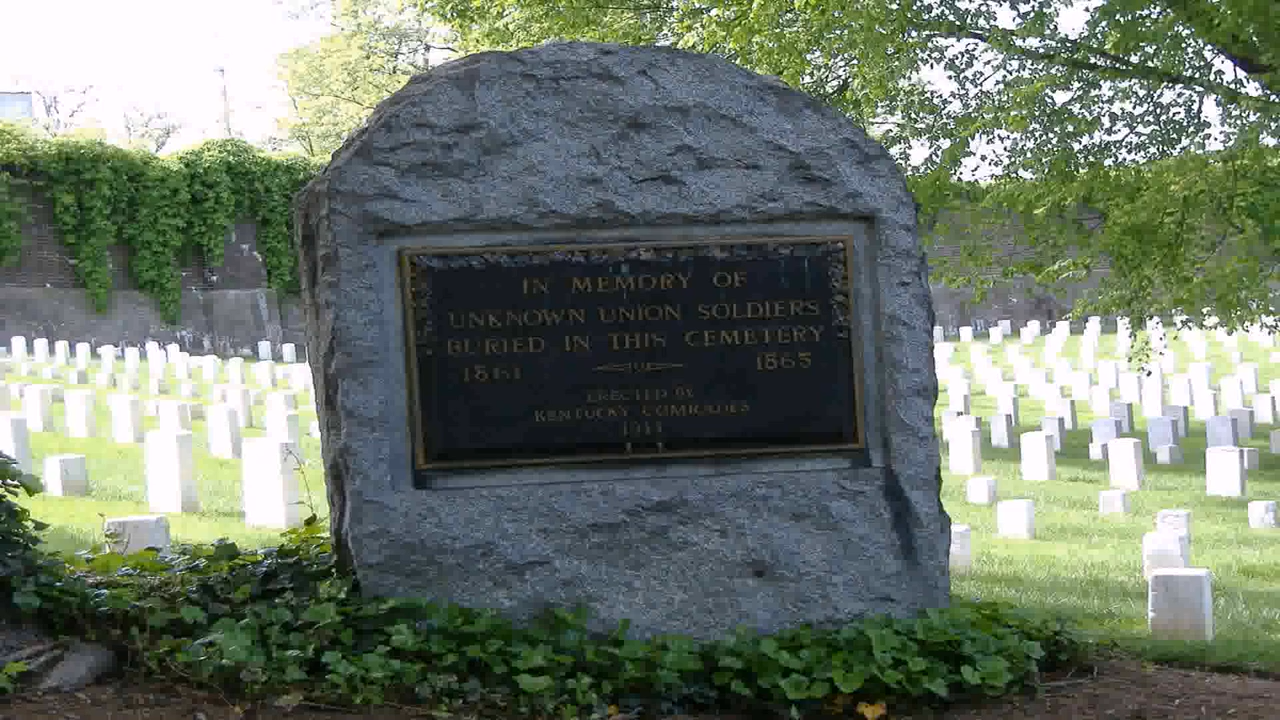 IN MEMORY OF
UNKNOWN UNION SOLDIERS
BURIED IN THIS CEMETERY
1861 1865
ERECTED BY
KENTUCKY COMRADES